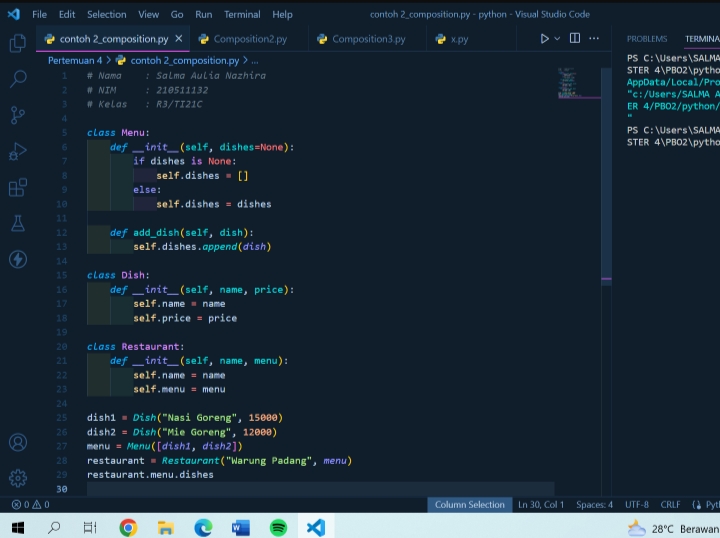 File Edit Selection View Go Run Terminal Help contoh 2_composition.py - python - Visual Studio Code
contoh 2_composition.py Composition2.py Composition3.py x.py
PROBLEMS TERMINA
Pertemuan 4 > contoh 2_composition.py > ...
1 # Nama : Salma Aulia Nazhira
2 # NIM : 210511132
3 # Kelas : R3/TI21C
4
5 class Menu:
6 def __init__(self, dishes=None):
7 if dishes is None:
8 self.dishes = []
9 else:
10 self.dishes = dishes
11
12 def add_dish(self, dish):
13 self.dishes.append(dish)
14
15 class Dish:
16 def __init__(self, name, price):
17 self.name = name
18 self.price = price
19
20 class Restaurant:
21 def __init__(self, name, menu):
22 self.name = name
23 self.menu = menu
24
25 dish1 = Dish("Nasi Goreng", 15000)
26 dish2 = Dish("Mie Goreng", 12000)
27 menu = Menu([dish1, dish2])
28 restaurant = Restaurant("Warung Padang", menu)
29 restaurant.menu.dishes
30
PS C:\Users\SALMA
STER 4\PBO2\pytho
AppData/Local/Pro
"c:/Users/SALMA A
ER 4/PBO2/python/
"
PS C:\Users\SALMA
STER 4\PBO2\pytho
0 0 Column Selection Ln 30, Col 1 Spaces: 4 UTF-8 CRLF Pyt
28°C Berawan